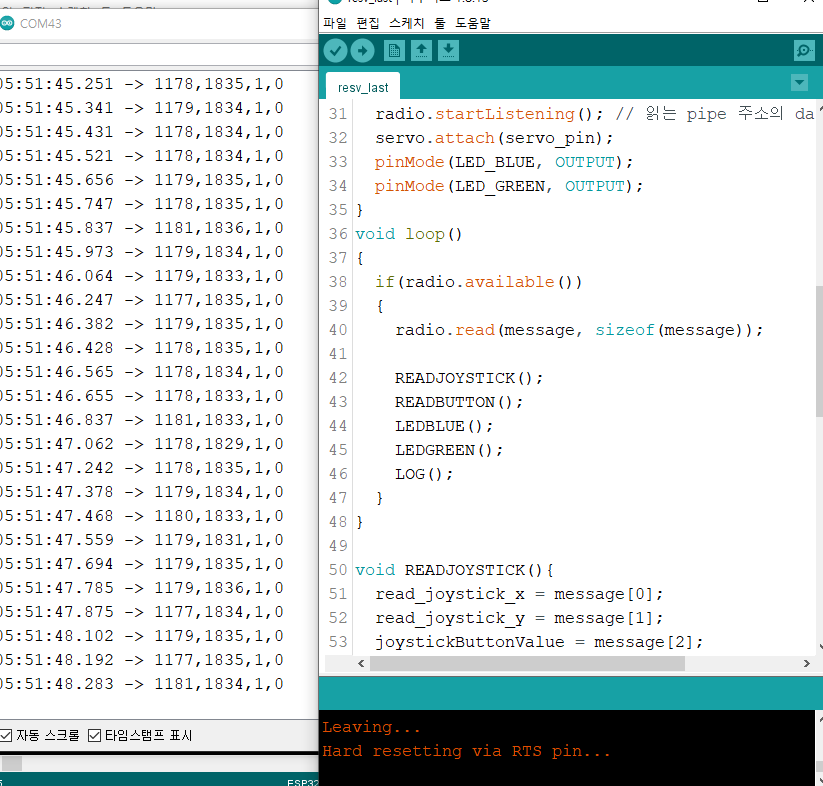 COM43
05:51:45.251 -> 1178,1835,1,0
05:51:45.341 -> 1179,1834,1,0
05:51:45.431 -> 1178,1834,1,0
05:51:45.521 -> 1178,1834,1,0
05:51:45.656 -> 1179,1835,1,0
05:51:45.747 -> 1178,1835,1,0
05:51:45.837 -> 1181,1836,1,0
05:51:45.973 -> 1179,1834,1,0
05:51:46.064 -> 1179,1833,1,0
05:51:46.247 -> 1177,1835,1,0
05:51:46.382 -> 1179,1835,1,0
05:51:46.428 -> 1178,1835,1,0
05:51:46.565 -> 1178,1834,1,0
05:51:46.655 -> 1178,1833,1,0
05:51:46.837 -> 1181,1833,1,0
05:51:47.062 -> 1178,1829,1,0
05:51:47.242 -> 1178,1835,1,0
05:51:47.378 -> 1179,1834,1,0
05:51:47.468 -> 1180,1833,1,0
05:51:47.559 -> 1179,1831,1,0
05:51:47.694 -> 1179,1835,1,0
05:51:47.785 -> 1179,1836,1,0
05:51:47.875 -> 1177,1834,1,0
05:51:48.102 -> 1179,1835,1,0
05:51:48.192 -> 1177,1835,1,0
05:51:48.283 -> 1181,1834,1,0
자동 스크롤 타임스탬프 표시
ESP32
파일 편집 스케치 툴 도움말
resv_last
31 radio.startListening(); // 읽는 pipe 주소의 da
32 servo.attach(servo_pin);
33 pinMode(LED_BLUE, OUTPUT);
34 pinMode(LED_GREEN, OUTPUT);
35 }
36 void loop()
37 {
38 if(radio.available())
39 {
40 radio.read(message, sizeof(message));
41
42 READJOYSTICK();
43 READBUTTON();
44 LEDBLUE();
45 LEDGREEN();
46 LOG();
47 }
48 }
49
50 void READJOYSTICK(){
51 read_joystick_x = message[0];
52 read_joystick_y = message[1];
53 joystickButtonValue = message[2];
Leaving...
Hard resetting via RTS pin...